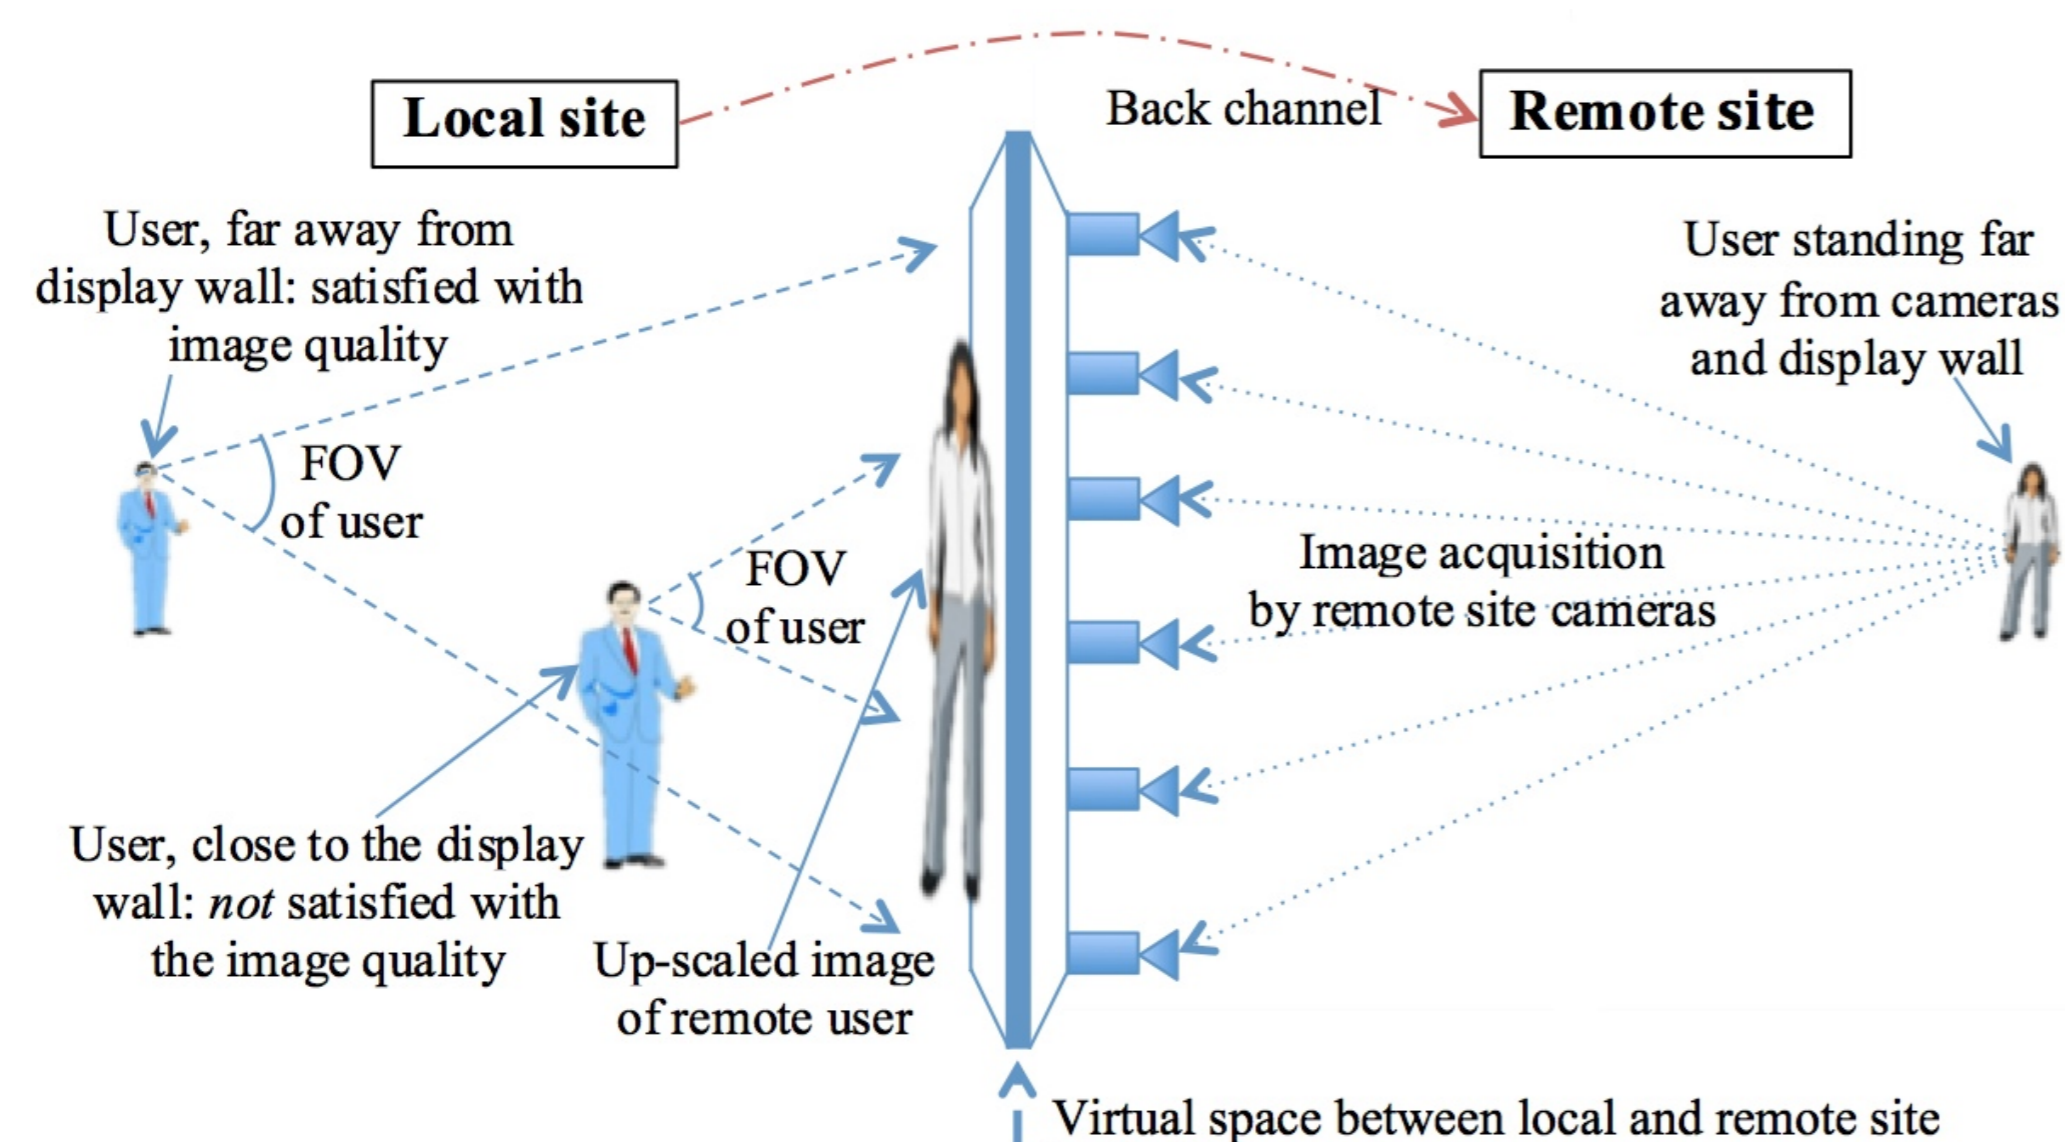 Local site
Back channel
Remote site
User, far away from
display wall: satisfied with
image quality
User standing far
away from cameras
and display wall
FOV
of user
FOV
of user
Image acquisition
by remote site cameras
User, close to the display
wall: not satisfied with
the image quality
Up-scaled image
of remote user
Virtual space between local and remote site